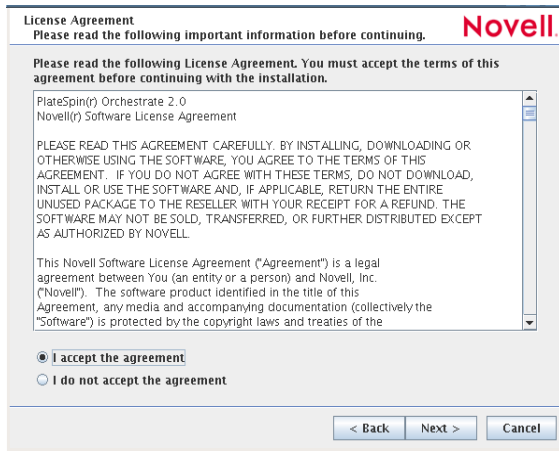 License Agreement
Please read the following important information before continuing.
Novell.
Please read the following License Agreement. You must accept the terms of this
agreement before continuing with the installation.
PlateSpin(r) Orchestrate 2.0
Novell(r) Software License Agreement
PLEASE READ THIS AGREEMENT CAREFULLY. BY INSTALLING, DOWNLOADING OR
OTHERWISE USING THE SOFTWARE, YOU AGREE TO THE TERMS OF THIS
AGREEMENT. IF YOU DO NOT AGREE WITH THESE TERMS, DO NOT DOWNLOAD,
INSTALL OR USE THE SOFTWARE AND, IF APPLICABLE, RETURN THE ENTIRE
UNUSED PACKAGE TO THE RESELLER WITH YOUR RECEIPT FOR A REFUND. THE
SOFTWARE MAY NOT BE SOLD, TRANSFERRED, OR FURTHER DISTRIBUTED EXCEPT
AS AUTHORIZED BY NOVELL.
This Novell Software License Agreement ("Agreement") is a legal
agreement between You (an entity or a person) and Novell, Inc.
("Novell"). The software product identified in the title of this
Agreement, any media and accompanying documentation (collectively the
"Software") is protected by the copyright laws and treaties of the
I accept the agreement
I do not accept the agreement
< Back
Next >
Cancel